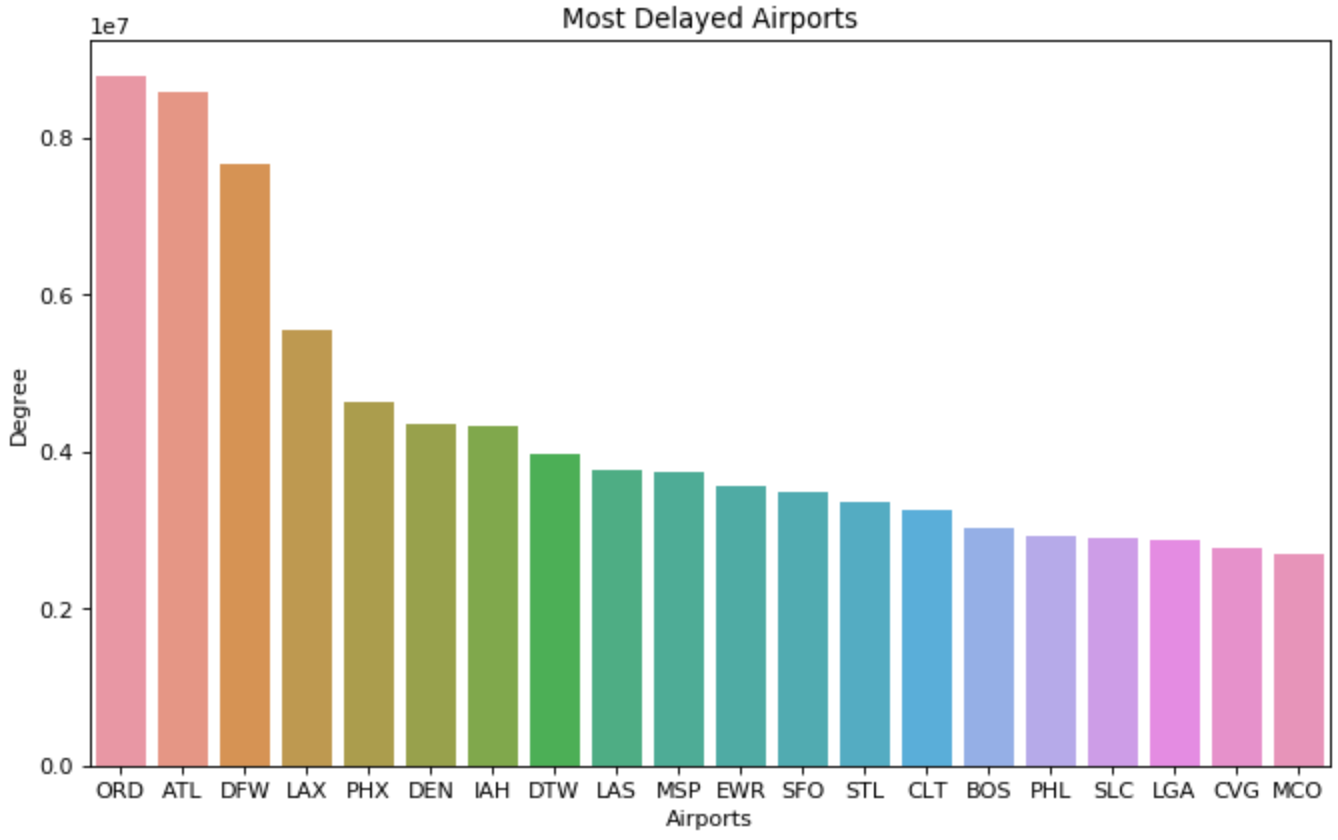 Most Delayed Airports
1e7
0.8
0.6
0.4
0.2
0.0
Degree
ORD ATL DFW LAX PHX DEN IAH DTW LAS MSP EWR SFO STL CLT BOS PHL SLC LGA CVG MCO
Airports